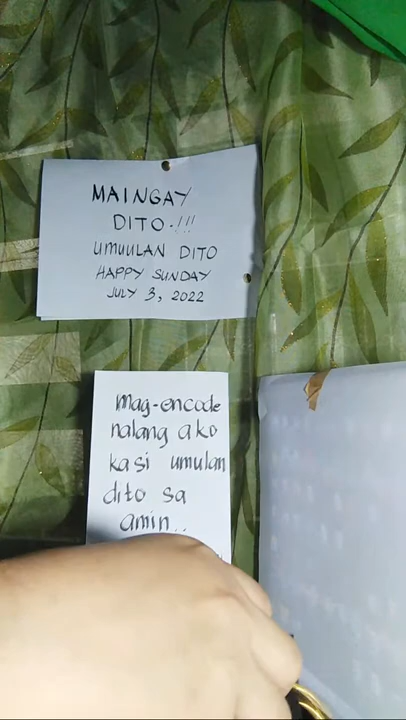 MAINGAY
DITO.!!!
UMUULAN DITO
HAPPY SUNDAY
JULY 3, 2022
mag-encode
nalang ako
kasi umulan
dito sa
amin...